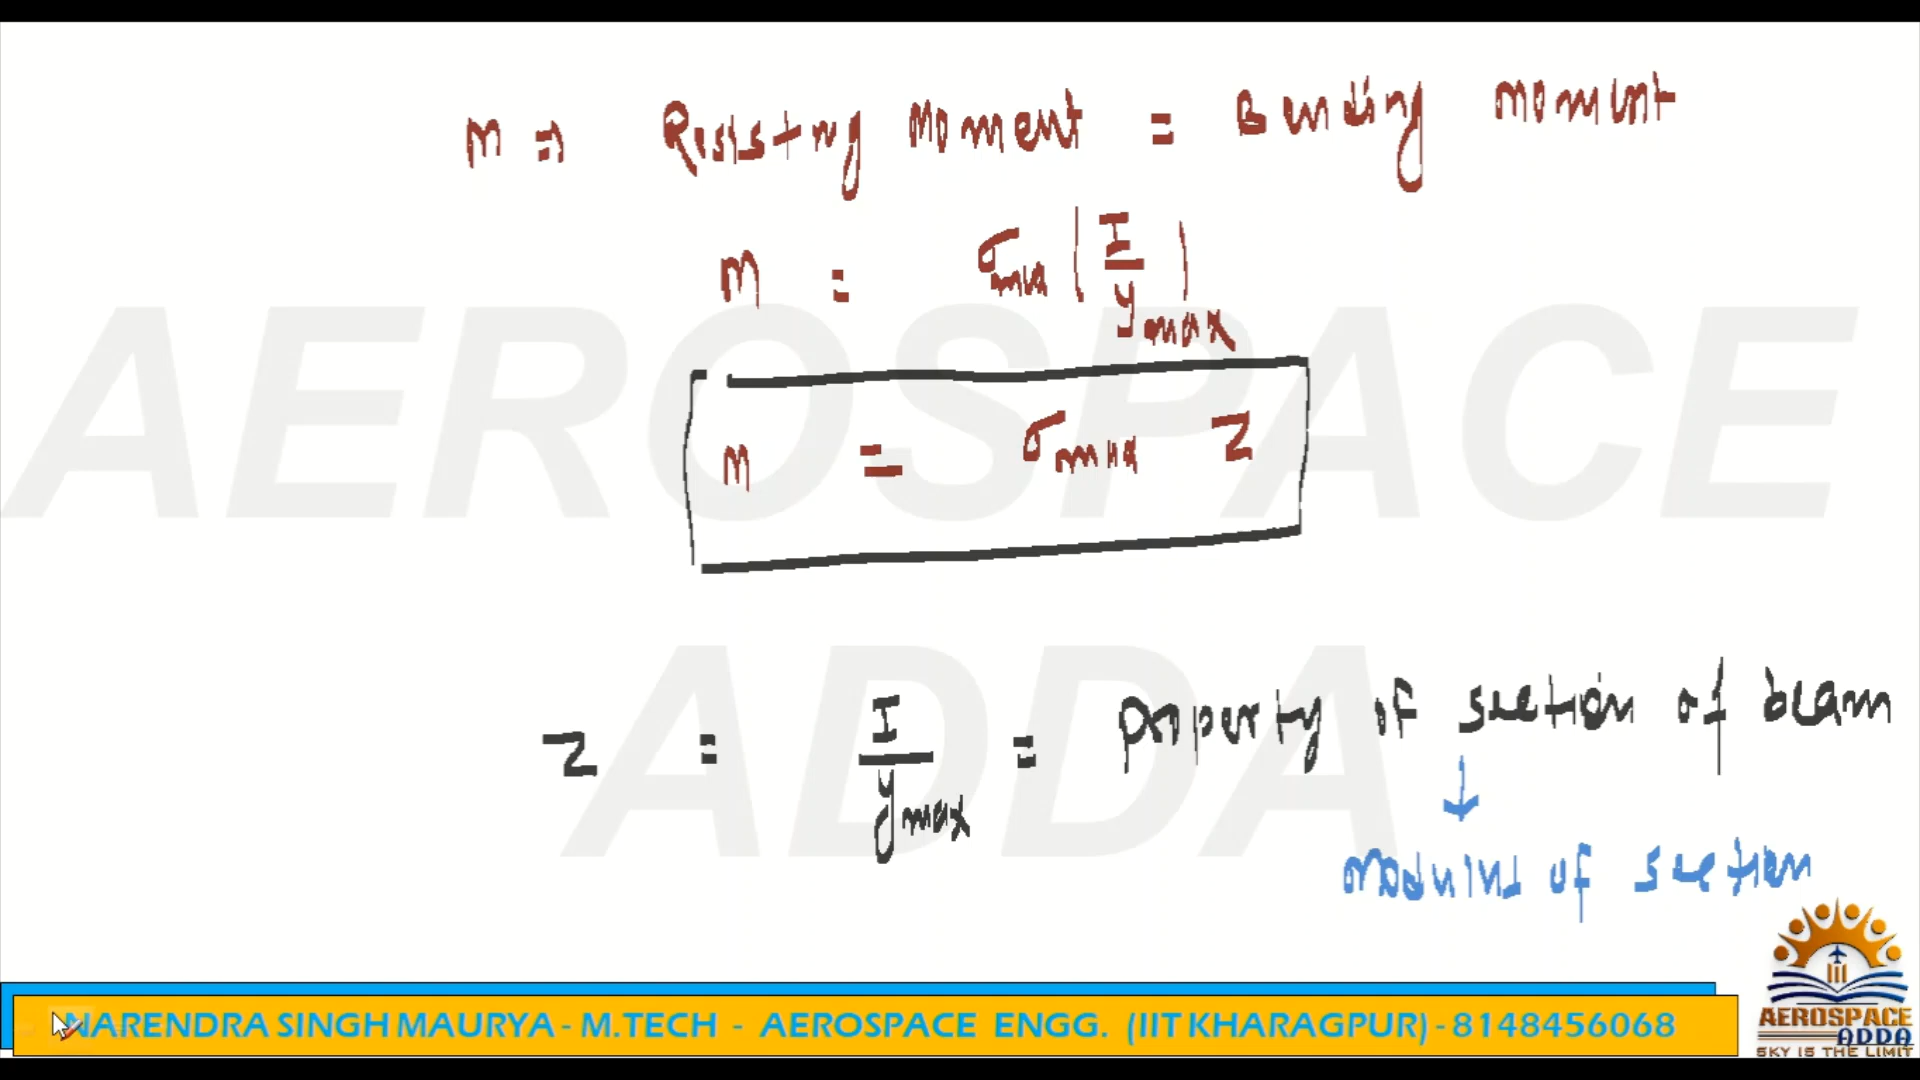 M => Resisting Moment = Bending moment
M = σmax (I/ymax)
M = σmax Z
Z = I/ymax = Property of section of beam
↓
Modulus of section
AEROSPACE
ADDA
NARENDRA SINGH MAURYA - M.TECH - AEROSPACE ENGG. (IIT KHARAGPUR) - 8148456068
AEROSPACE
ADDA
SKY IS THE LIMIT